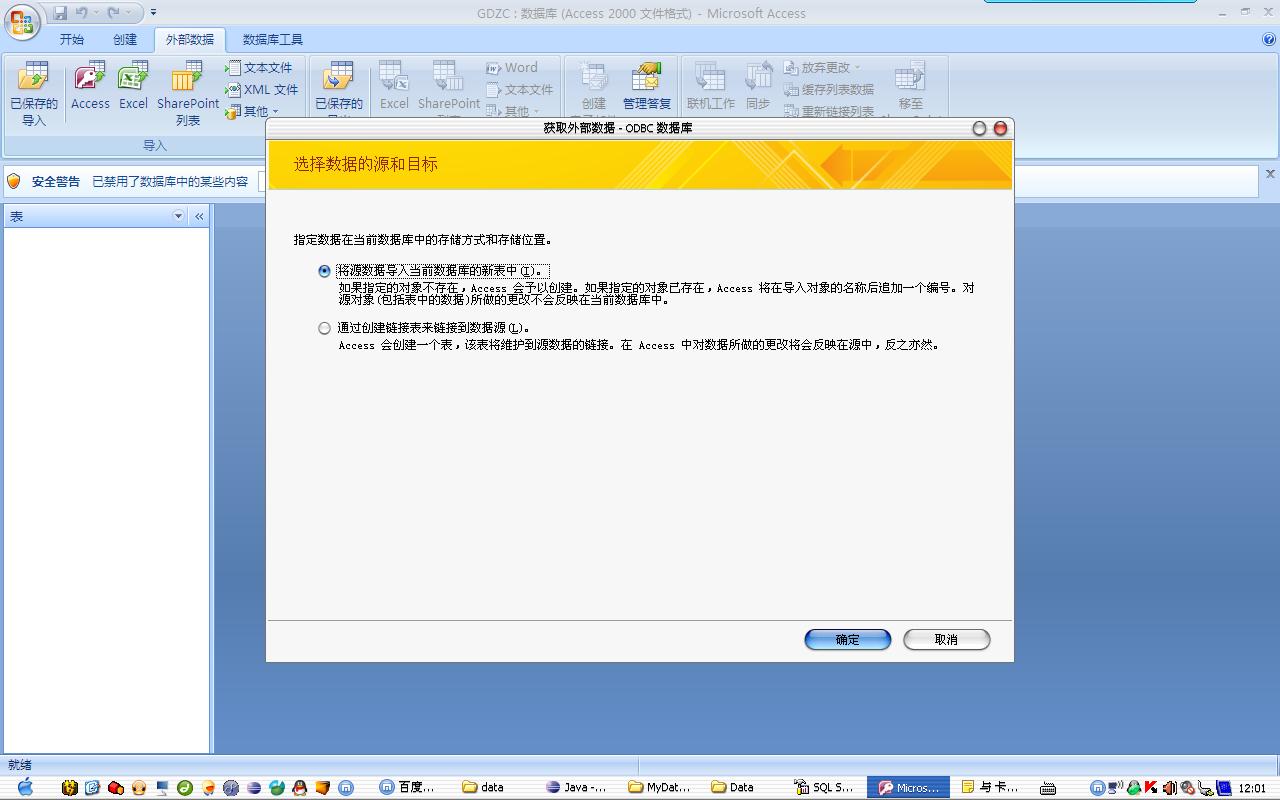 GDZC : 数据库 (Access 2000 文件格式) - Microsoft Access
开始 创建 外部数据 数据库工具
已保存的导入 Access Excel SharePoint 列表 文本文件 XML 文件 其他
已保存的 Excel SharePoint Word 文本文件 其他
创建 管理答复
联机工作 同步 放弃更改 缓存列表数据 重新链接列表 移至
导入
安全警告 已禁用了数据库中的某些内容
表
获取外部数据 - ODBC 数据库
选择数据的源和目标
指定数据在当前数据库中的存储方式和存储位置。
将源数据导入当前数据库的新表中(I)。
如果指定的对象不存在，Access 会予以创建。如果指定的对象已存在，Access 将在导入对象的名称后追加一个编号。对
源对象(包括表中的数据)所做的更改不会反映在当前数据库中。
通过创建链接表来链接到数据源(L)。
Access 会创建一个表，该表将维护到源数据的链接。在 Access 中对数据所做的更改将会反映在源中，反之亦然。
确定 取消
就绪
百度... data Java -... MyDat... Data SQL S... Micros... 与 卡... 12:01